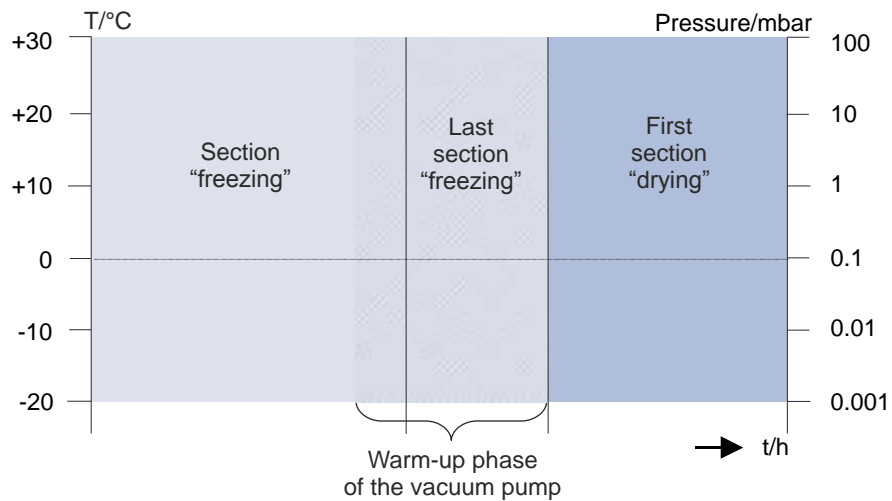 T/°C
Pressure/mbar
+30
100
+20
10
Section
“freezing”
Last
section
“freezing”
First
section
“drying”
+10
1
0
0.1
-10
0.01
-20
0.001
t/h
Warm-up phase
of the vacuum pump